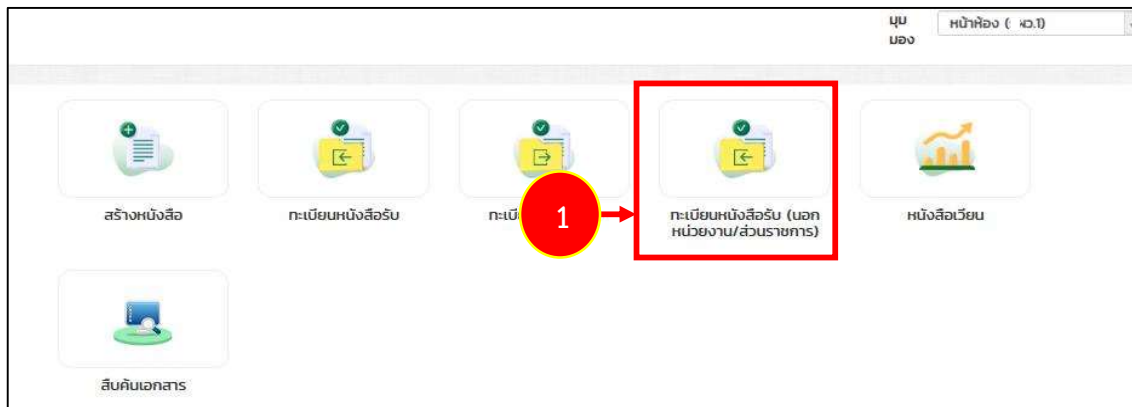 มุม
มอง
หน้าห้อง ( ผว.1)
สร้างหนังสือ
ทะเบียนหนังสือรับ
1
ทะเบียนหนังสือรับ (นอก
หน่วยงาน/ส่วนราชการ)
หนังสือเวียน
สืบค้นเอกสาร